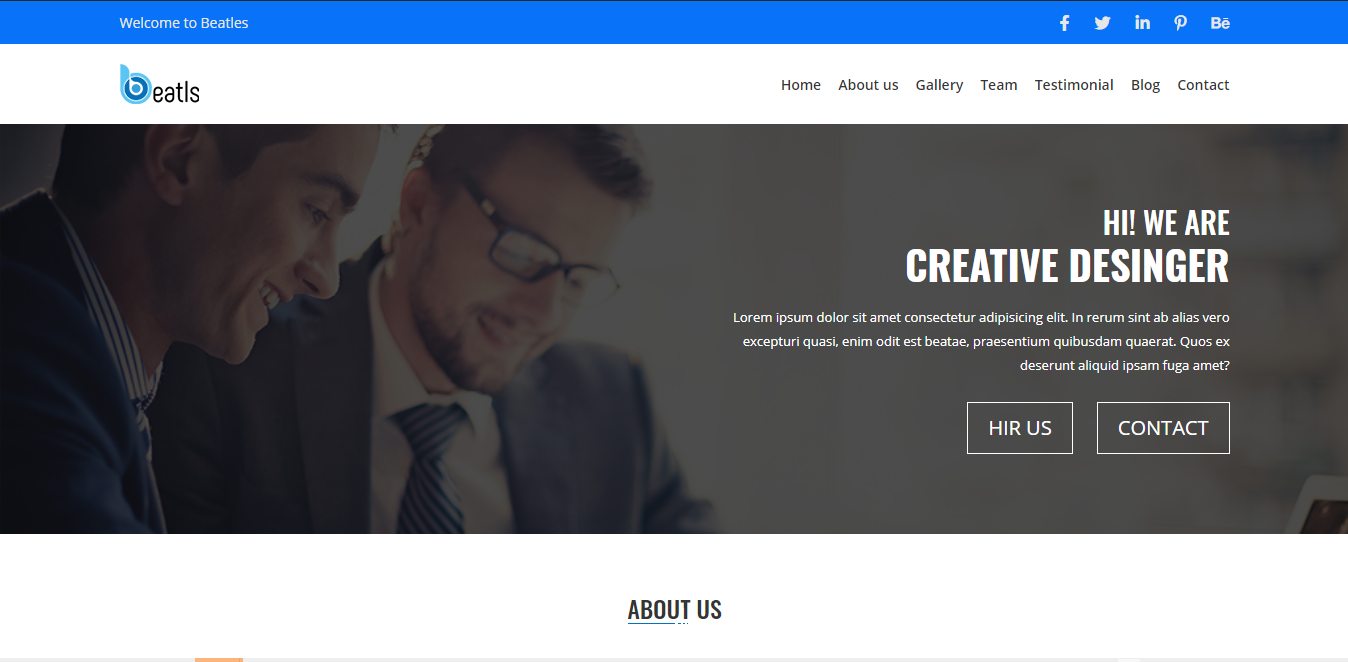 Welcome to Beatles
Bē
beatls
Home About us Gallery Team Testimonial Blog Contact
HI! WE ARE
CREATIVE DESINGER
Lorem ipsum dolor sit amet consectetur adipisicing elit. In rerum sint ab alias vero
excepturi quasi, enim odit est beatae, praesentium quibusdam quaerat. Quos ex
deserunt aliquid ipsam fuga amet?
HIR US CONTACT
ABOUT US